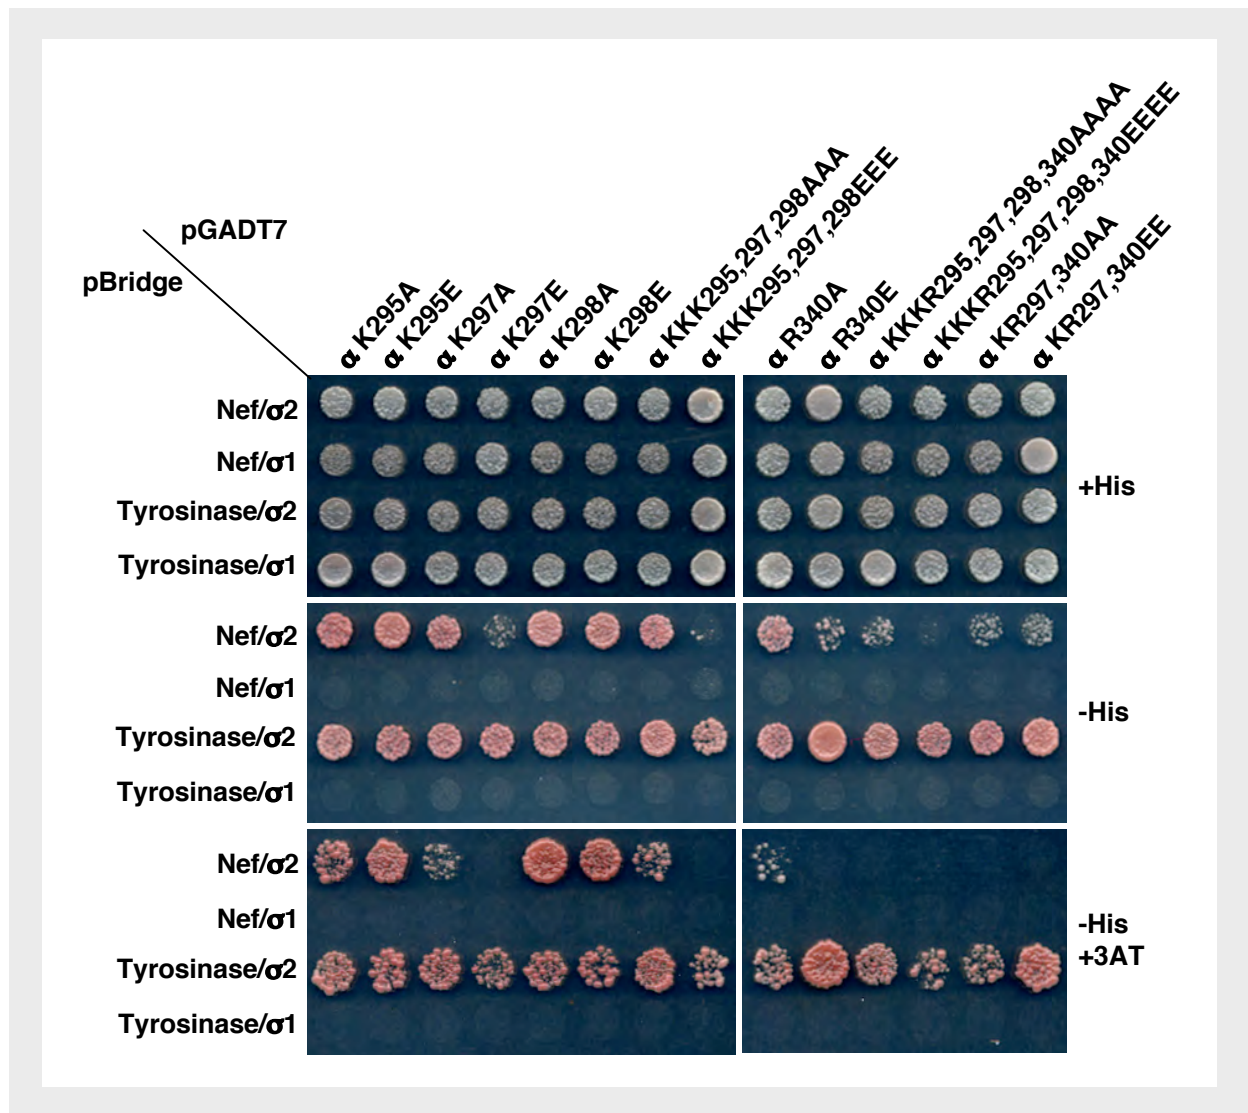 pGADT7
pBridge
α K295A
α K295E
α K297A
α K297E
α K298A
α K298E
α KKK295,297,298AAA
α KKK295,297,298EEE
α R340A
α R340E
α KKKR295,297,298,340AAAA
α KKKR295,297,298,340EEEE
α KR297,340AA
α KR297,340EE
Nef/σ2
Nef/σ1
Tyrosinase/σ2
Tyrosinase/σ1
+His
Nef/σ2
Nef/σ1
Tyrosinase/σ2
Tyrosinase/σ1
-His
Nef/σ2
Nef/σ1
Tyrosinase/σ2
Tyrosinase/σ1
-His
+3AT